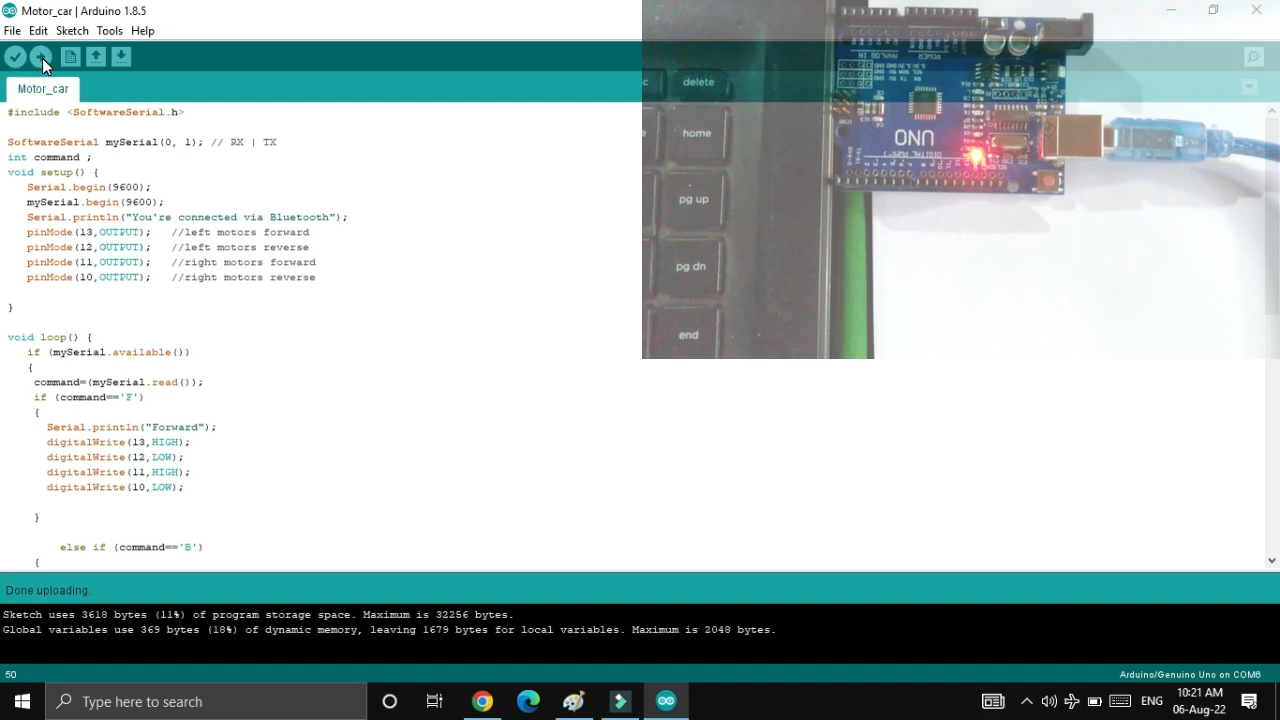 Motor_car | Arduino 1.8.5
File Edit Sketch Tools Help
Motor_car
#include <SoftwareSerial.h>
SoftwareSerial mySerial(0, 1); // RX | TX
int command ;
void setup() {
Serial.begin(9600);
mySerial.begin(9600);
Serial.println("You're connected via Bluetooth");
pinMode(13,OUTPUT);   //left motors forward
pinMode(12,OUTPUT);   //left motors reverse
pinMode(11,OUTPUT);   //right motors forward
pinMode(10,OUTPUT);   //right motors reverse
}
void loop() {
if (mySerial.available())
{
command=(mySerial.read());
if (command=='F')
{
Serial.println("Forward");
digitalWrite(13,HIGH);
digitalWrite(12,LOW);
digitalWrite(11,HIGH);
digitalWrite(10,LOW);
}
else if (command=='B')
{
delete
home
pg up
pg dn
end
ANALOG IN
POWER
UNO
Done uploading.
Sketch uses 3618 bytes (11%) of program storage space. Maximum is 32256 bytes.
Global variables use 369 bytes (18%) of dynamic memory, leaving 1679 bytes for local variables. Maximum is 2048 bytes.
50
Arduino/Genuino Uno on COM6
Type here to search
ENG
10:21 AM
06-Aug-22